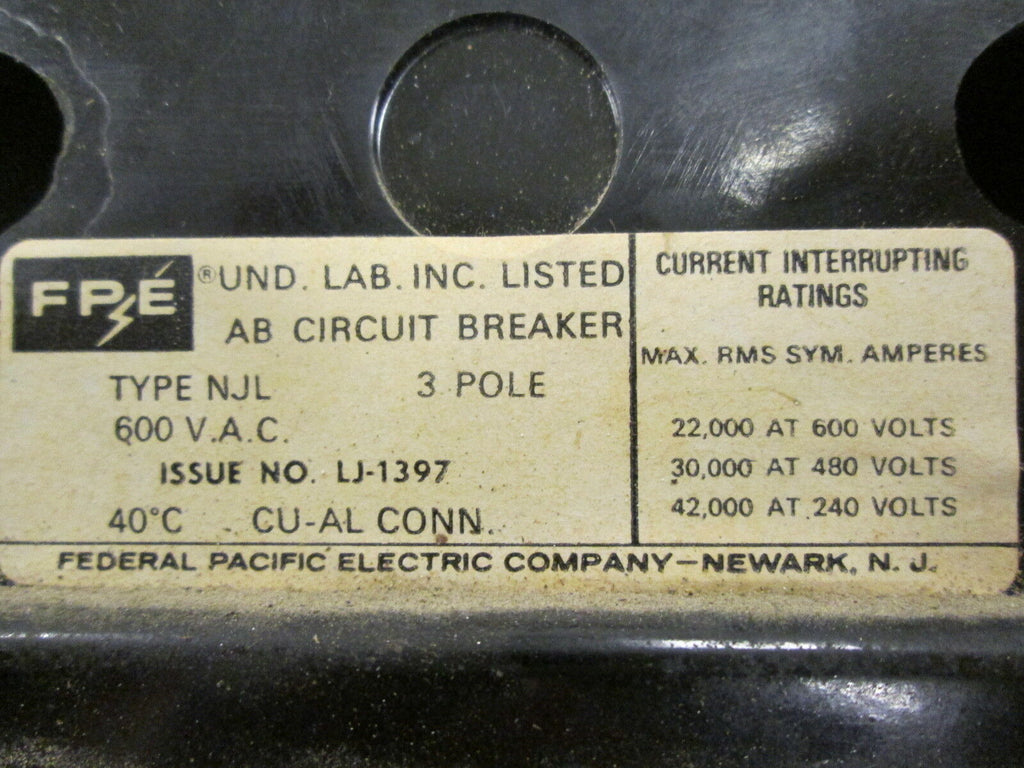 FPE
® UND. LAB. INC. LISTED
AB CIRCUIT BREAKER
TYPE NJL 3 POLE
600 V.A.C.
ISSUE NO. LJ-1397
40°C CU-AL CONN.
CURRENT INTERRUPTING
RATINGS
MAX. RMS SYM. AMPERES
22,000 AT 600 VOLTS
30,000 AT 480 VOLTS
42,000 AT 240 VOLTS
FEDERAL PACIFIC ELECTRIC COMPANY—NEWARK, N. J.